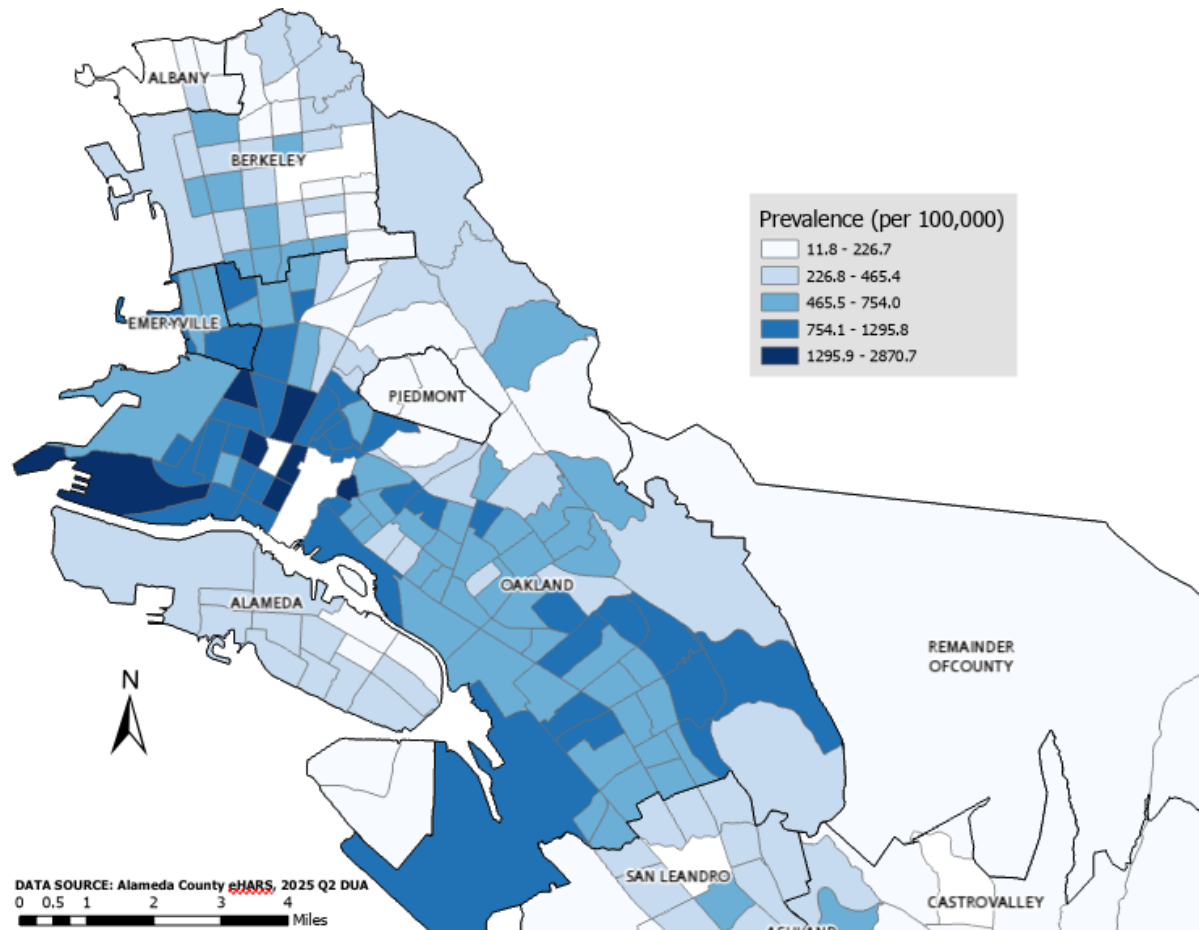 ALBANY
BERKELEY
Prevalence (per 100,000)
11.8 - 226.7
226.8 - 465.4
465.5 - 754.0
754.1 - 1295.8
1295.9 - 2870.7
EMERYVILLE
PIEDMONT
OAKLAND
ALAMEDA
REMAINDER
OFCOUNTY
N
SAN LEANDRO
DATA SOURCE: Alameda County eHARS, 2025 Q2 DUA
0 0.5 1 2 3 4
Miles
CASTROVALLEY